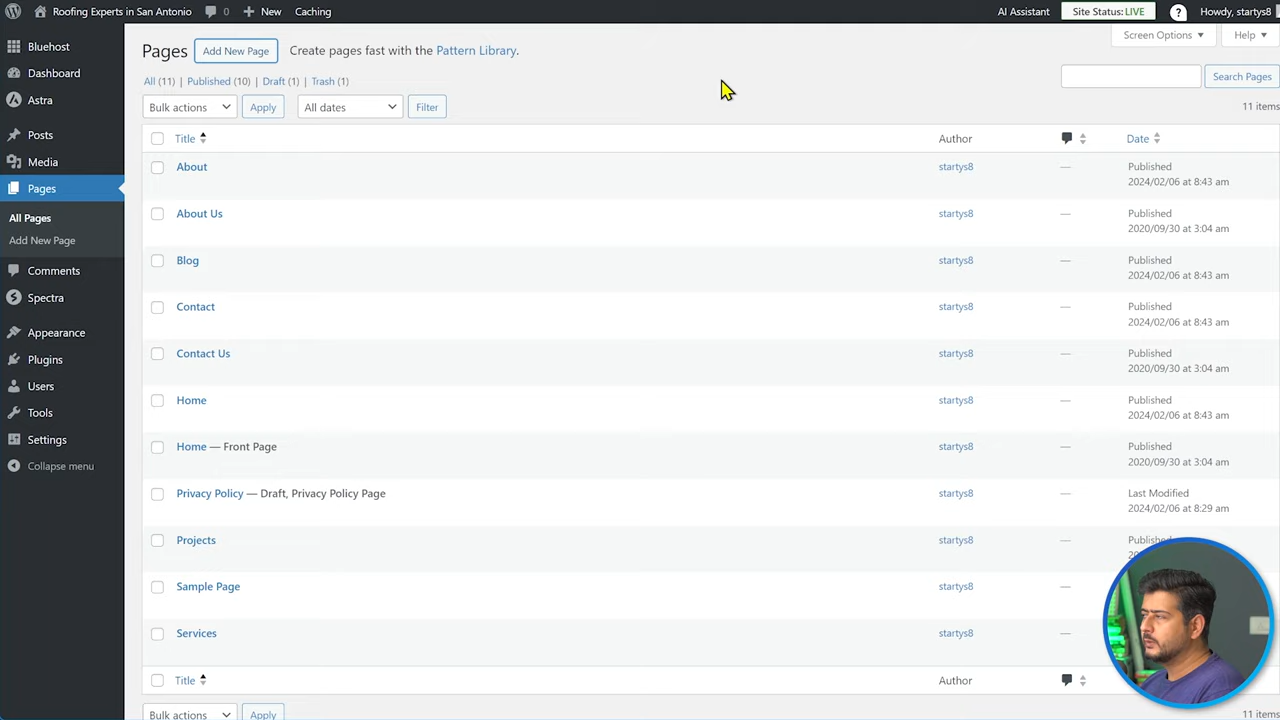 Roofing Experts in San Antonio 0 New Caching AI Assistant Site Status: LIVE ? Howdy, startys8
Bluehost
Dashboard
Astra
Posts
Media
Pages
All Pages
Add New Page
Comments
Spectra
Appearance
Plugins
Users
Tools
Settings
Collapse menu
Screen Options Help
Pages Add New Page Create pages fast with the Pattern Library.
All (11) | Published (10) | Draft (1) | Trash (1)
Search Pages
Bulk actions Apply All dates Filter 11 items
Title Author Date
About startys8 — Published
2024/02/06 at 8:43 am
About Us startys8 — Published
2020/09/30 at 3:04 am
Blog startys8 — Published
2024/02/06 at 8:43 am
Contact startys8 — Published
2024/02/06 at 8:43 am
Contact Us startys8 — Published
2020/09/30 at 3:04 am
Home startys8 — Published
2024/02/06 at 8:43 am
Home — Front Page startys8 — Published
2020/09/30 at 3:04 am
Privacy Policy — Draft, Privacy Policy Page startys8 — Last Modified
2024/02/06 at 8:29 am
Projects startys8 — Published
Sample Page startys8 —
Services startys8 —
Title Author
Bulk actions Apply 11 items